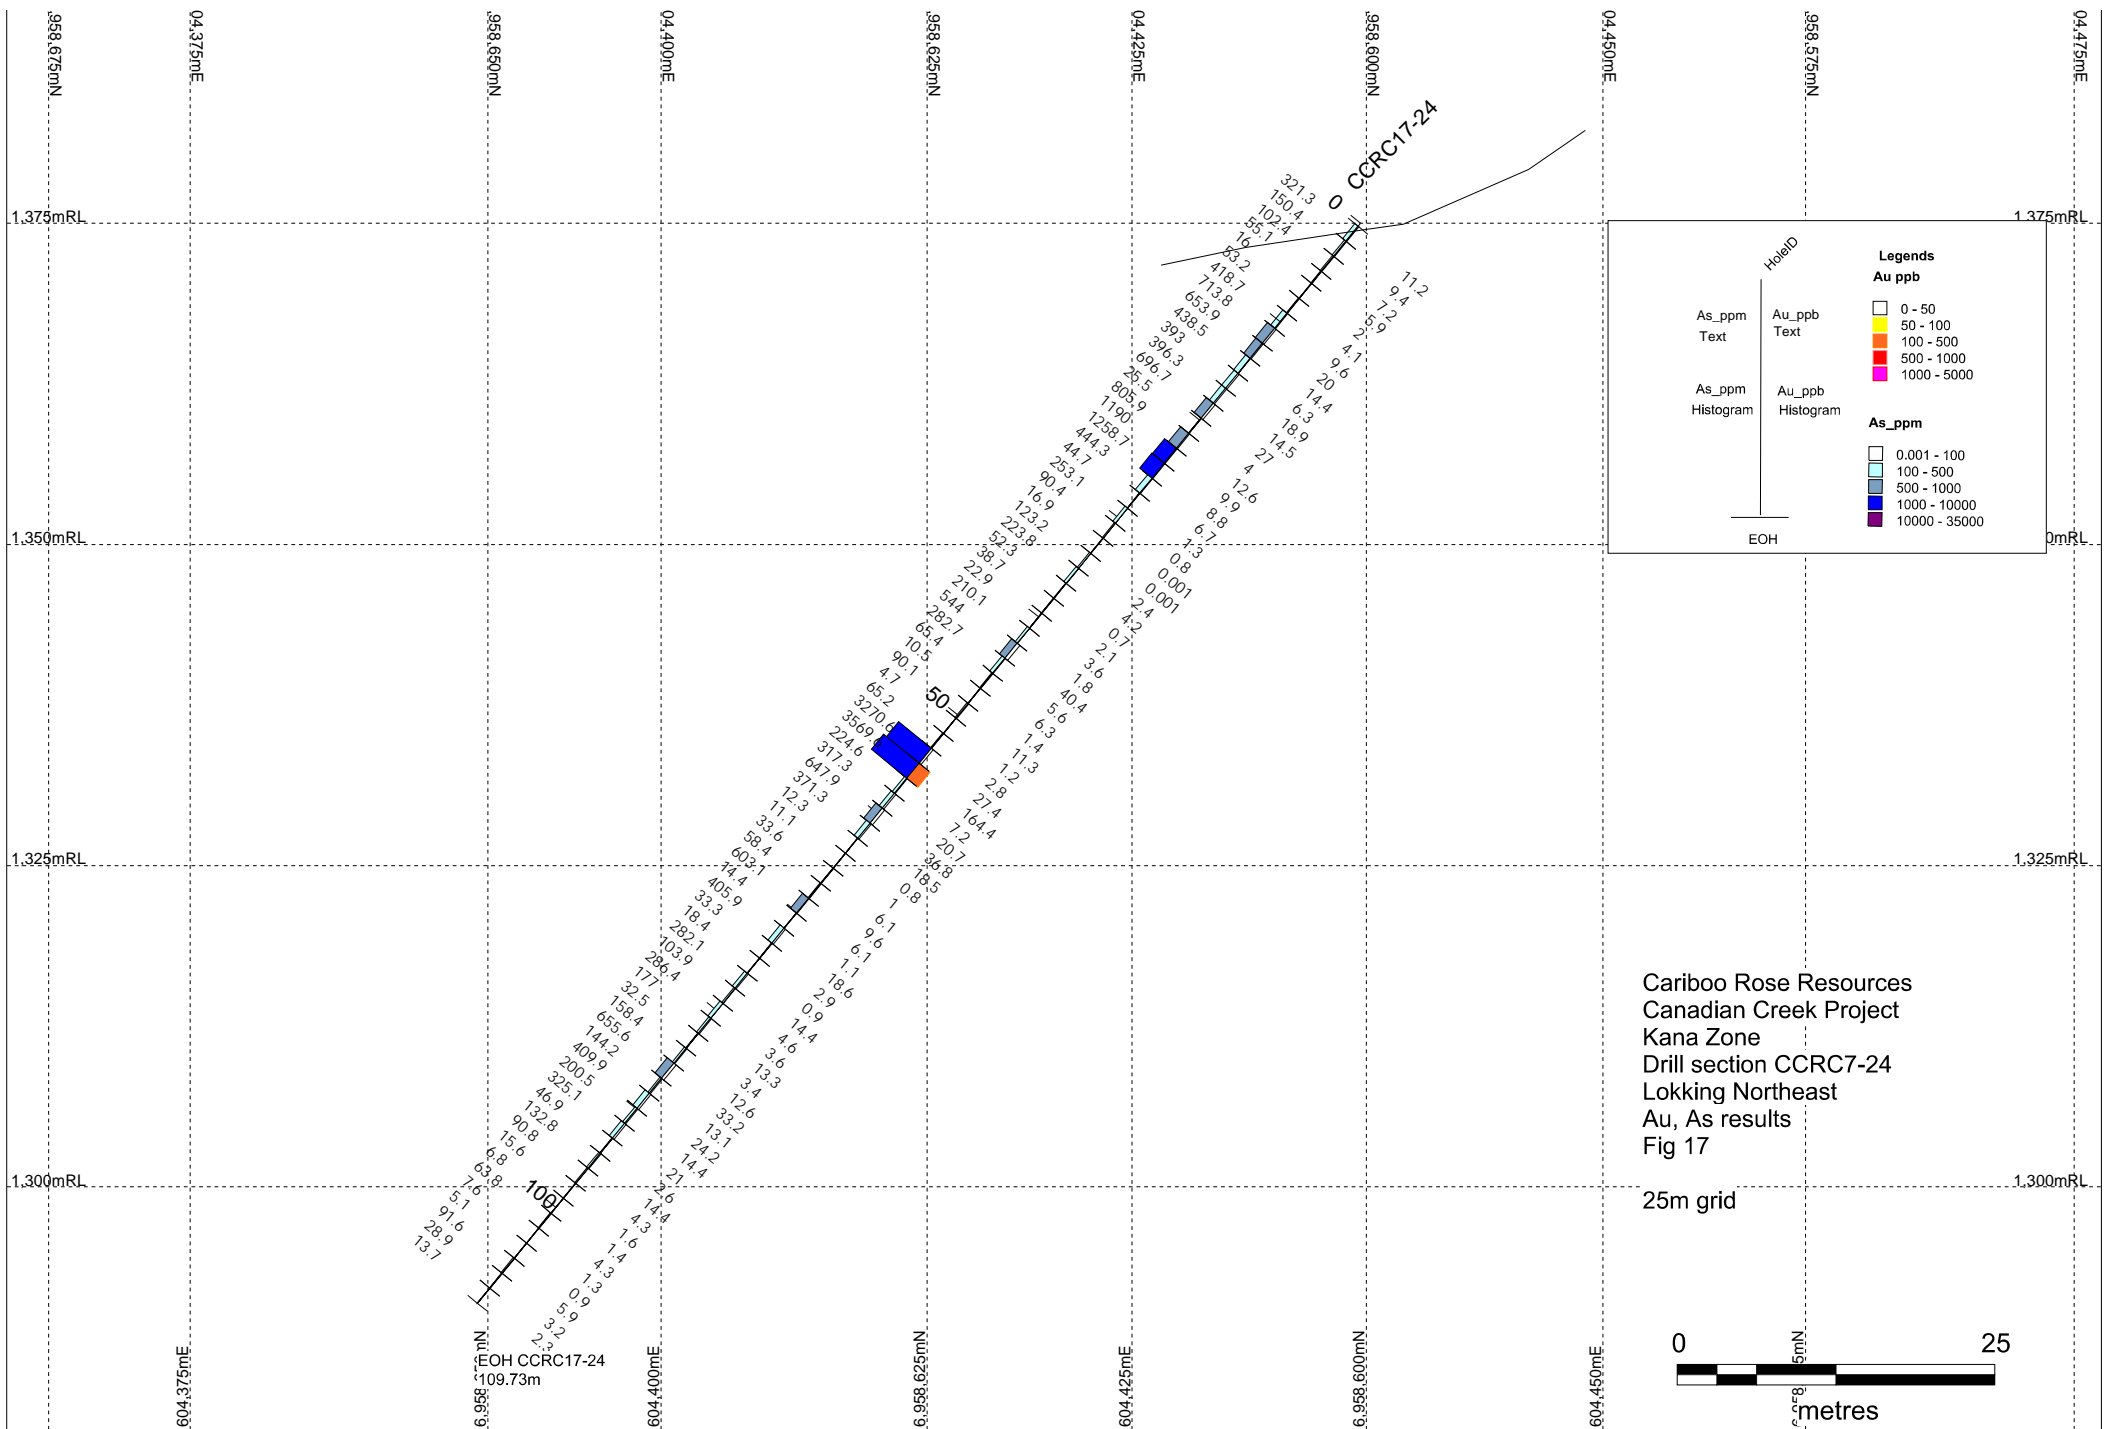 958.675mN
04.375mE
958.650mN
04.400mE
958.625mN
04.425mE
958.600mN
04.450mE
958.575mN
04.475mE
CCRC17-24
0
50
100
1.375mRL
1.375mRL
1.350mRL
0mRL
1.325mRL
1.325mRL
1.300mRL
1.300mRL
321.3
150.4
102.4
55.1
16
53.2
418.7
713.8
653.9
438.5
393
396.3
696.7
25.5
805.9
1190
1258.7
444.3
44.7
253.1
90.4
16.9
123.2
223.8
52.3
38.7
22.9
210.1
544
282.7
65.4
10.5
90.1
4.7
65.2
3270.6
3569.6
224.6
317.3
647.9
371.3
12.3
11.1
33.6
58.4
603.1
14.4
405.9
33.3
18.4
282.1
103.9
286.4
177
32.5
158.4
655.6
144.2
409.9
200.5
325.1
46.9
132.8
90.8
15.6
6.8
63.8
7.6
5.1
91.6
28.9
13.7
11.2
9.4
7.2
5.9
2
4.1
9.6
20
14.4
6.3
18.9
14.5
27
4
12.6
9.9
8.8
6.7
1.3
0.8
0.001
0.001
2.4
4.2
0.7
2.1
3.6
1.8
40.4
5.6
6.3
1.4
11.3
1.2
2.8
27.4
164.4
7.2
20.7
36.8
18.5
0.8
1
6.1
9.6
6.1
1.1
18.6
2.9
0.9
14.4
4.6
3.6
13.3
3.4
12.6
33.2
13.1
24.2
14.4
21
2.6
14.4
4.3
1.6
1.4
4.3
1.3
0.9
5.9
3.2
2.3
HoleID
As_ppm
Text
Au_ppb
Text
As_ppm
Histogram
Au_ppb
Histogram
EOH
Legends
Au ppb
0 - 50
50 - 100
100 - 500
500 - 1000
1000 - 5000
As_ppm
0.001 - 100
100 - 500
500 - 1000
1000 - 10000
10000 - 35000
Cariboo Rose Resources
Canadian Creek Project
Kana Zone
Drill section CCRC7-24
Lokking Northeast
Au, As results
Fig 17
25m grid
0 25
metres
EOH CCRC17-24
109.73m
604.375mE
604.400mE
6.958.625mN
604.425mE
6.958.600mN
604.450mE